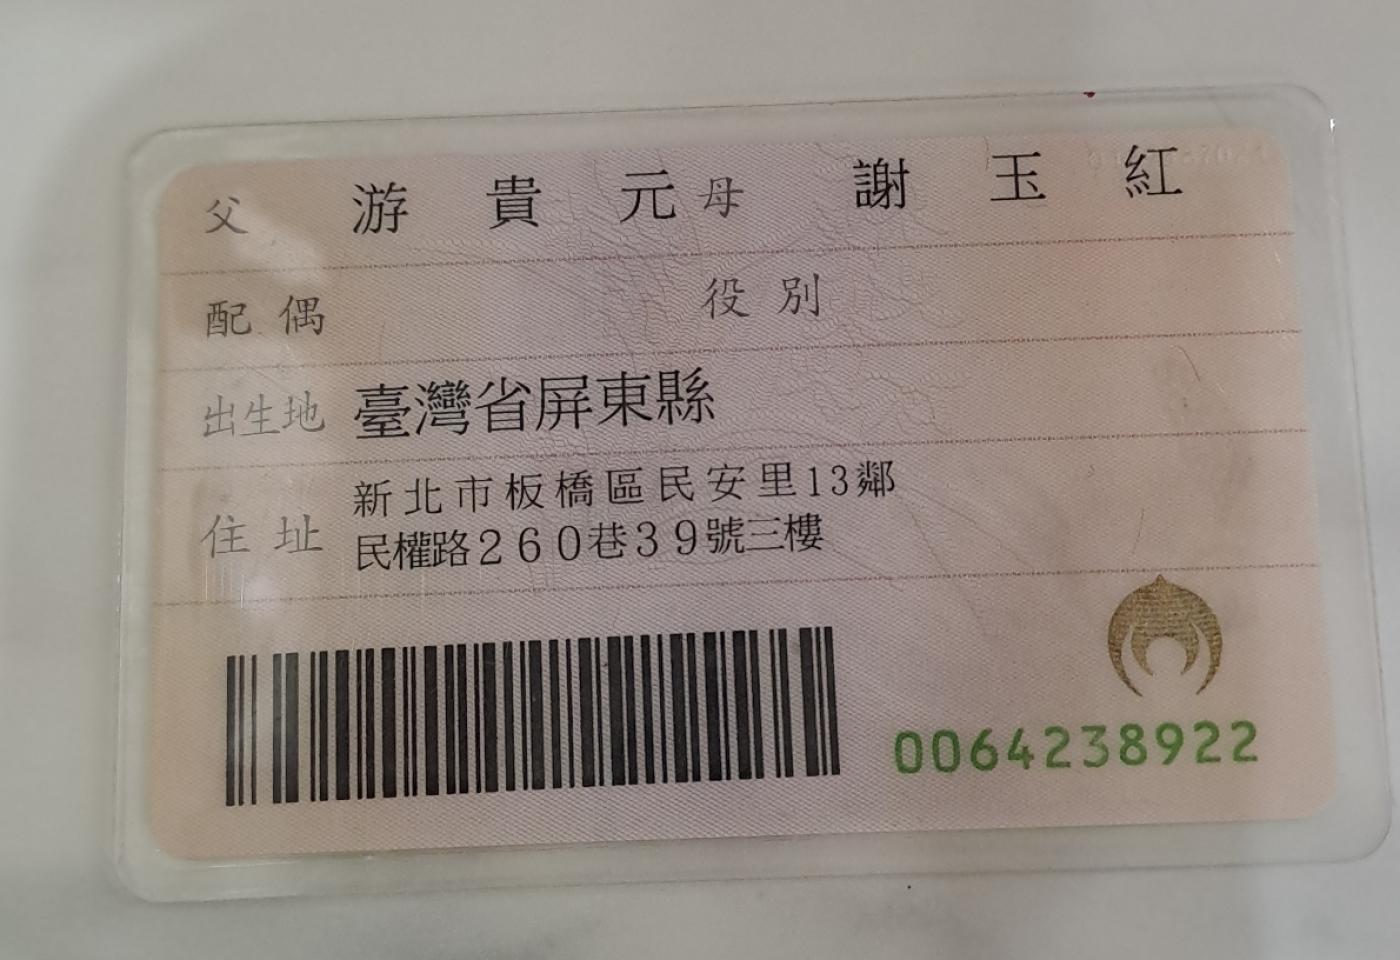 父 游貴元 母 謝玉紅
配偶 役別
出生地 臺灣省屏東縣
住址 新北市板橋區民安里13鄰
民權路260巷39號三樓
0064238922